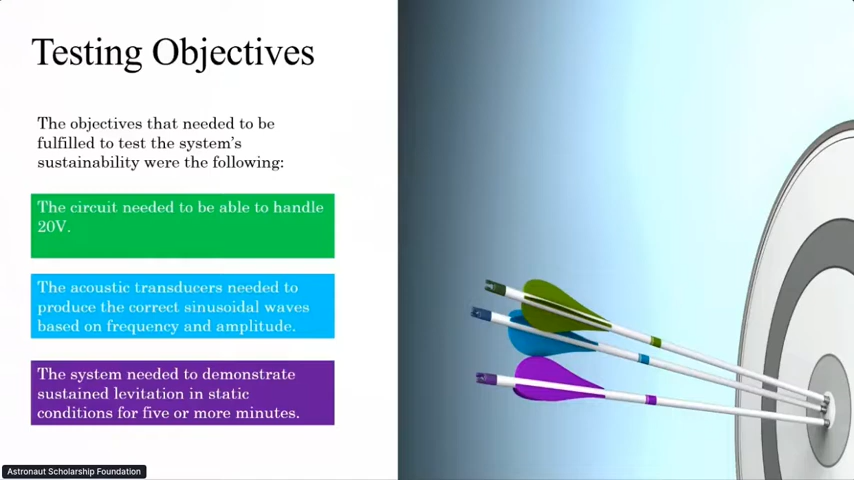 Testing Objectives
The objectives that needed to be
fulfilled to test the system's
sustainability were the following:
The circuit needed to be able to handle
20V.
The acoustic transducers needed to
produce the correct sinusoidal waves
based on frequency and amplitude.
The system needed to demonstrate
sustained levitation in static
conditions for five or more minutes.
Astronaut Scholarship Foundation